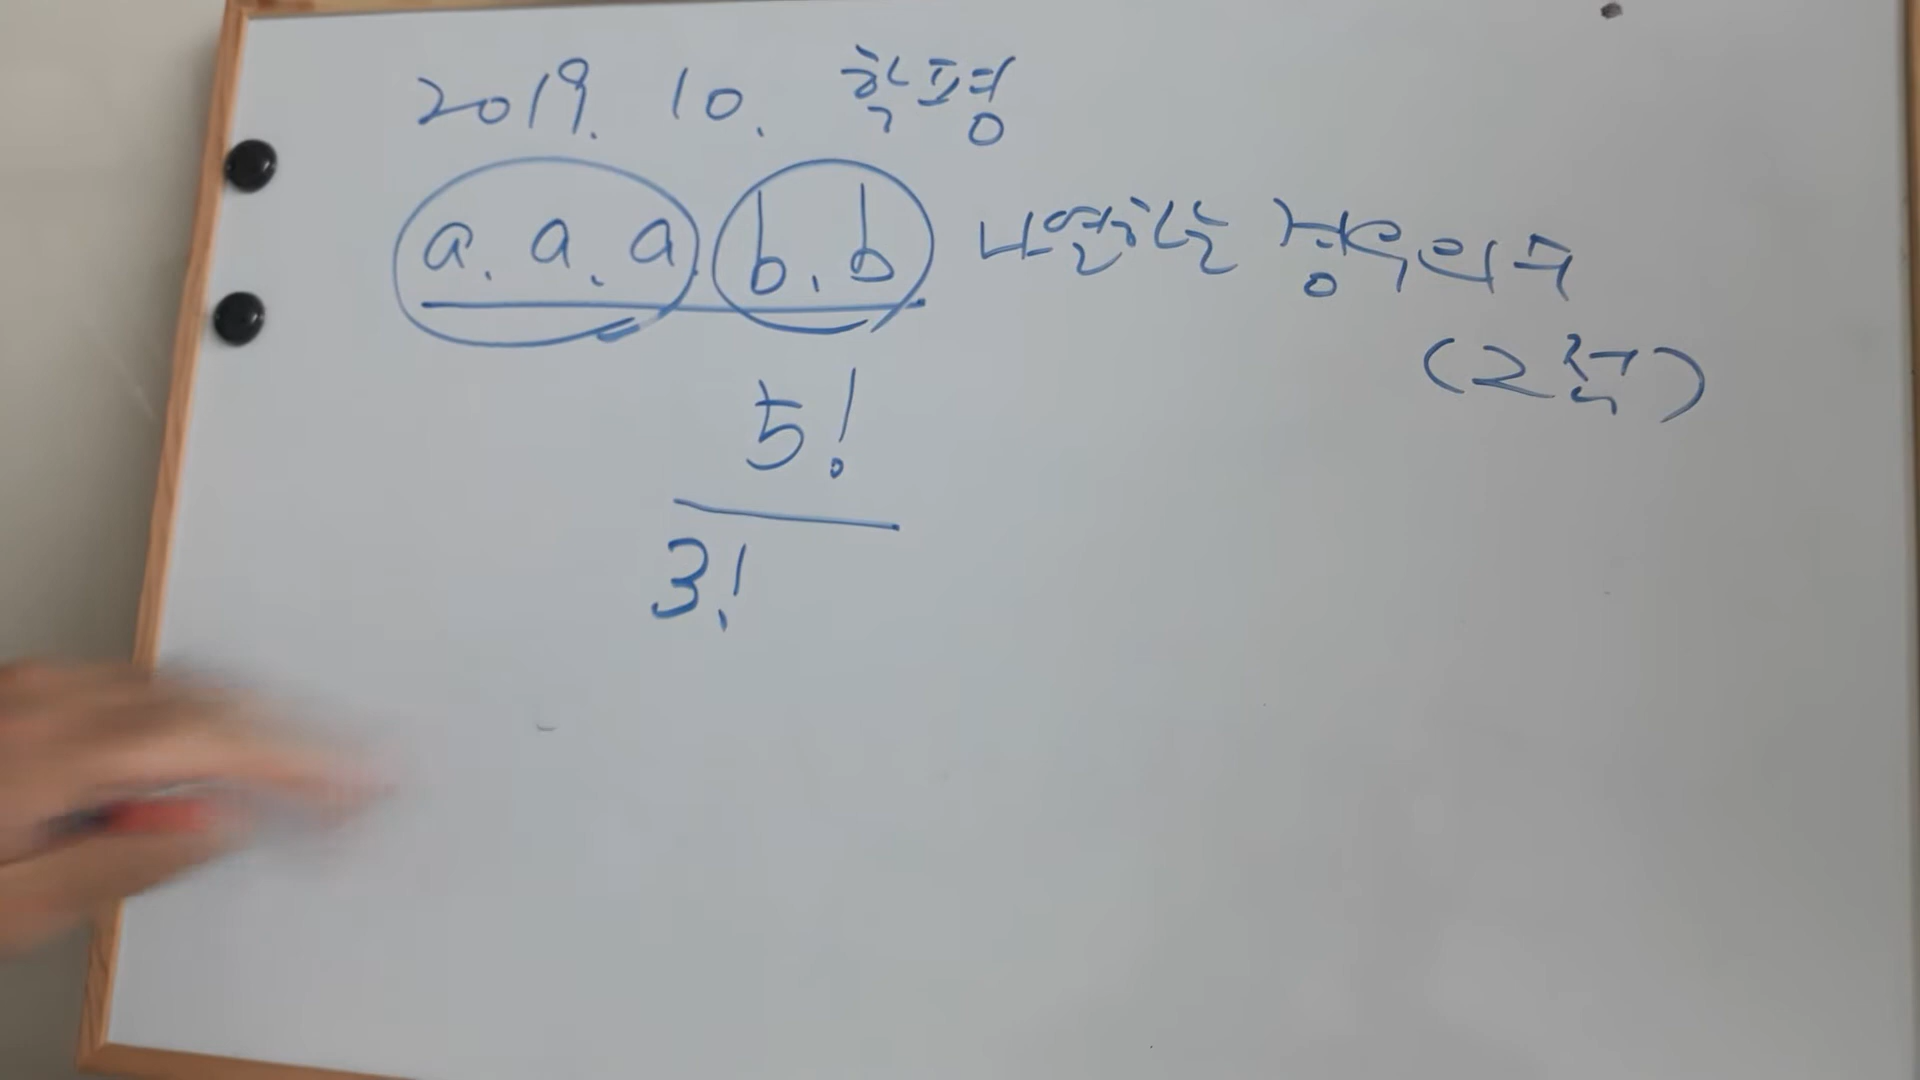 2019. 10. 학평
a. a. a. b. b 나열하는 경우의수
(2점)
5!
3!